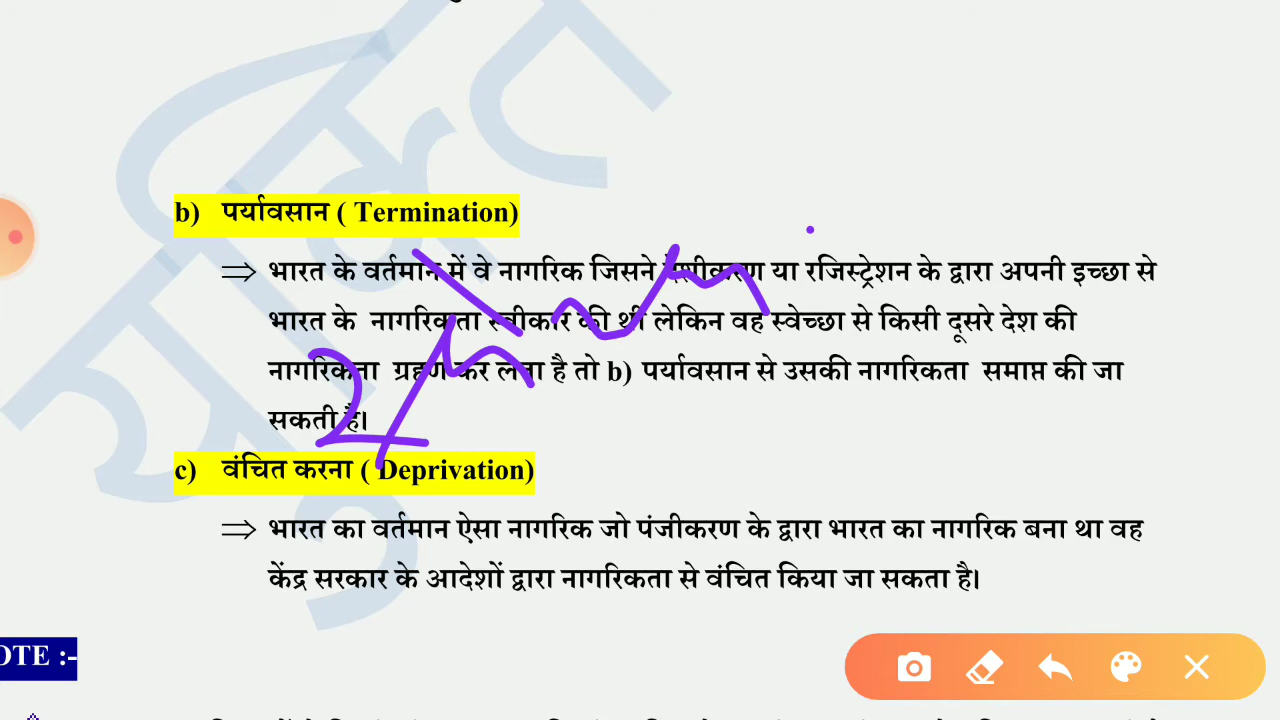 b) पर्यावसान ( Termination)
⇒ भारत के वर्तमान में वे नागरिक जिसने देशीकरण या रजिस्ट्रेशन के द्वारा अपनी इच्छा से
भारत के नागरिकता स्वीकार की थी लेकिन वह स्वेच्छा से किसी दूसरे देश की
नागरिकता ग्रहण कर लेता है तो b) पर्यावसान से उसकी नागरिकता समाप्त की जा
सकती है।
c) वंचित करना ( Deprivation)
⇒ भारत का वर्तमान ऐसा नागरिक जो पंजीकरण के द्वारा भारत का नागरिक बना था वह
केंद्र सरकार के आदेशों द्वारा नागरिकता से वंचित किया जा सकता है।
OTE :-